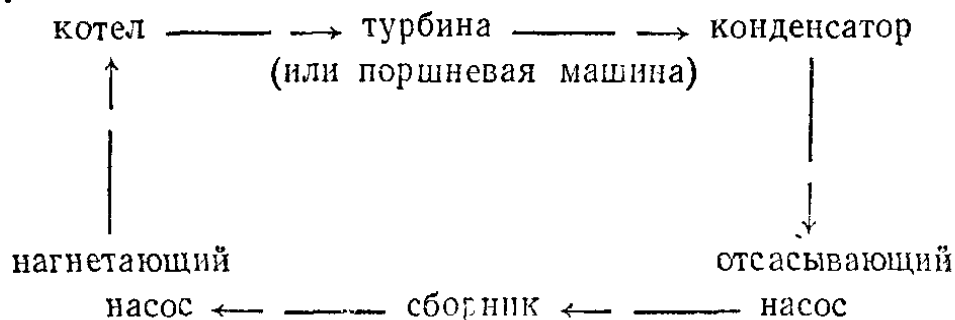 котел турбина конденсатор
(или поршневая машина)
нагнетающий отсасывающий
насос сборник насос